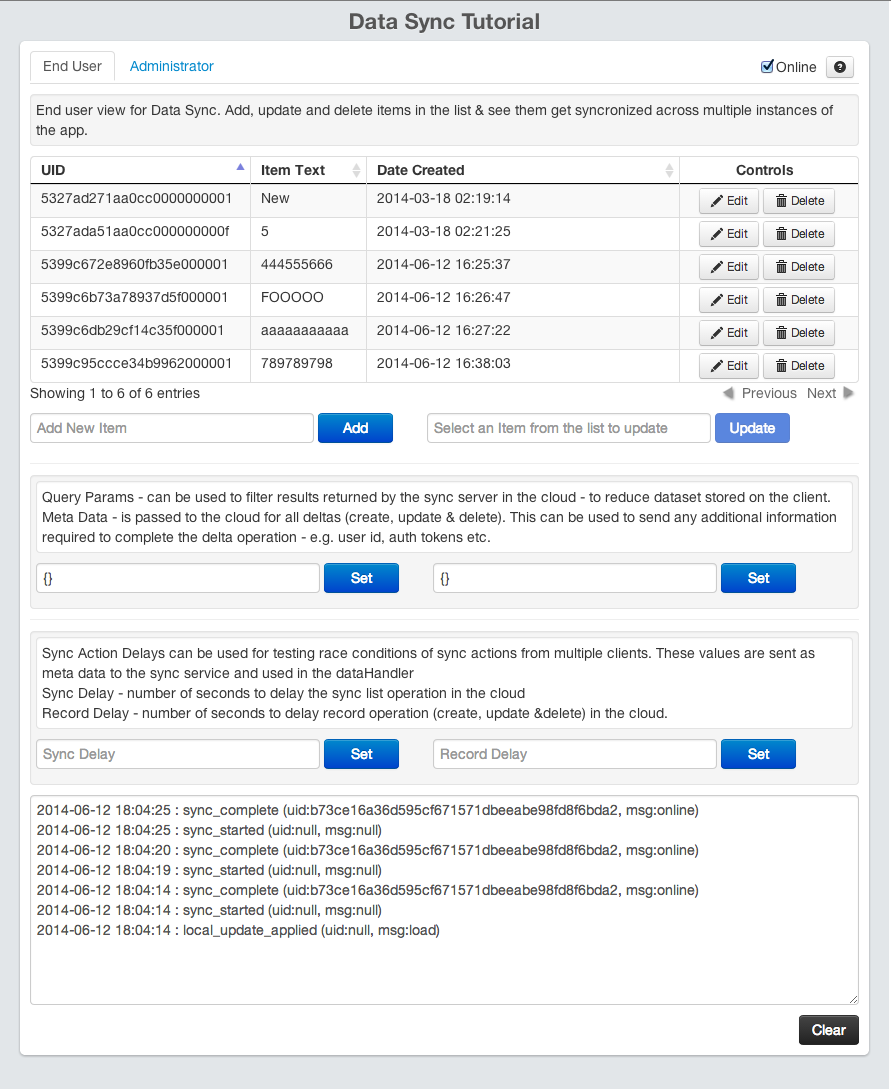 Data Sync Tutorial
End User Administrator Online
End user view for Data Sync. Add, update and delete items in the list & see them get syncronized across multiple instances of
the app.
UID Item Text Date Created Controls
5327ad271aa0cc0000000001 New 2014-03-18 02:19:14 Edit Delete
5327ada51aa0cc000000000f 5 2014-03-18 02:21:25 Edit Delete
5399c672e8960fb35e000001 444555666 2014-06-12 16:25:37 Edit Delete
5399c6b73a78937d5f000001 FOOOOO 2014-06-12 16:26:47 Edit Delete
5399c6db29cf14c35f000001 aaaaaaaaaaa 2014-06-12 16:27:22 Edit Delete
5399c95ccce34b9962000001 789789798 2014-06-12 16:38:03 Edit Delete
Showing 1 to 6 of 6 entries Previous Next
Add New Item Add Select an Item from the list to update Update
Query Params - can be used to filter results returned by the sync server in the cloud - to reduce dataset stored on the client.
Meta Data - is passed to the cloud for all deltas (create, update & delete). This can be used to send any additional information
required to complete the delta operation - e.g. user id, auth tokens etc.
{} Set {} Set
Sync Action Delays can be used for testing race conditions of sync actions from multiple clients. These values are sent as
meta data to the sync service and used in the dataHandler
Sync Delay - number of seconds to delay the sync list operation in the cloud
Record Delay - number of seconds to delay record operation (create, update &delete) in the cloud.
Sync Delay Set Record Delay Set
2014-06-12 18:04:25 : sync_complete (uid:b73ce16a36d595cf671571dbeeabe98fd8f6bda2, msg:online)
2014-06-12 18:04:25 : sync_started (uid:null, msg:null)
2014-06-12 18:04:20 : sync_complete (uid:b73ce16a36d595cf671571dbeeabe98fd8f6bda2, msg:online)
2014-06-12 18:04:19 : sync_started (uid:null, msg:null)
2014-06-12 18:04:14 : sync_complete (uid:b73ce16a36d595cf671571dbeeabe98fd8f6bda2, msg:online)
2014-06-12 18:04:14 : sync_started (uid:null, msg:null)
2014-06-12 18:04:14 : local_update_applied (uid:null, msg:load)
Clear